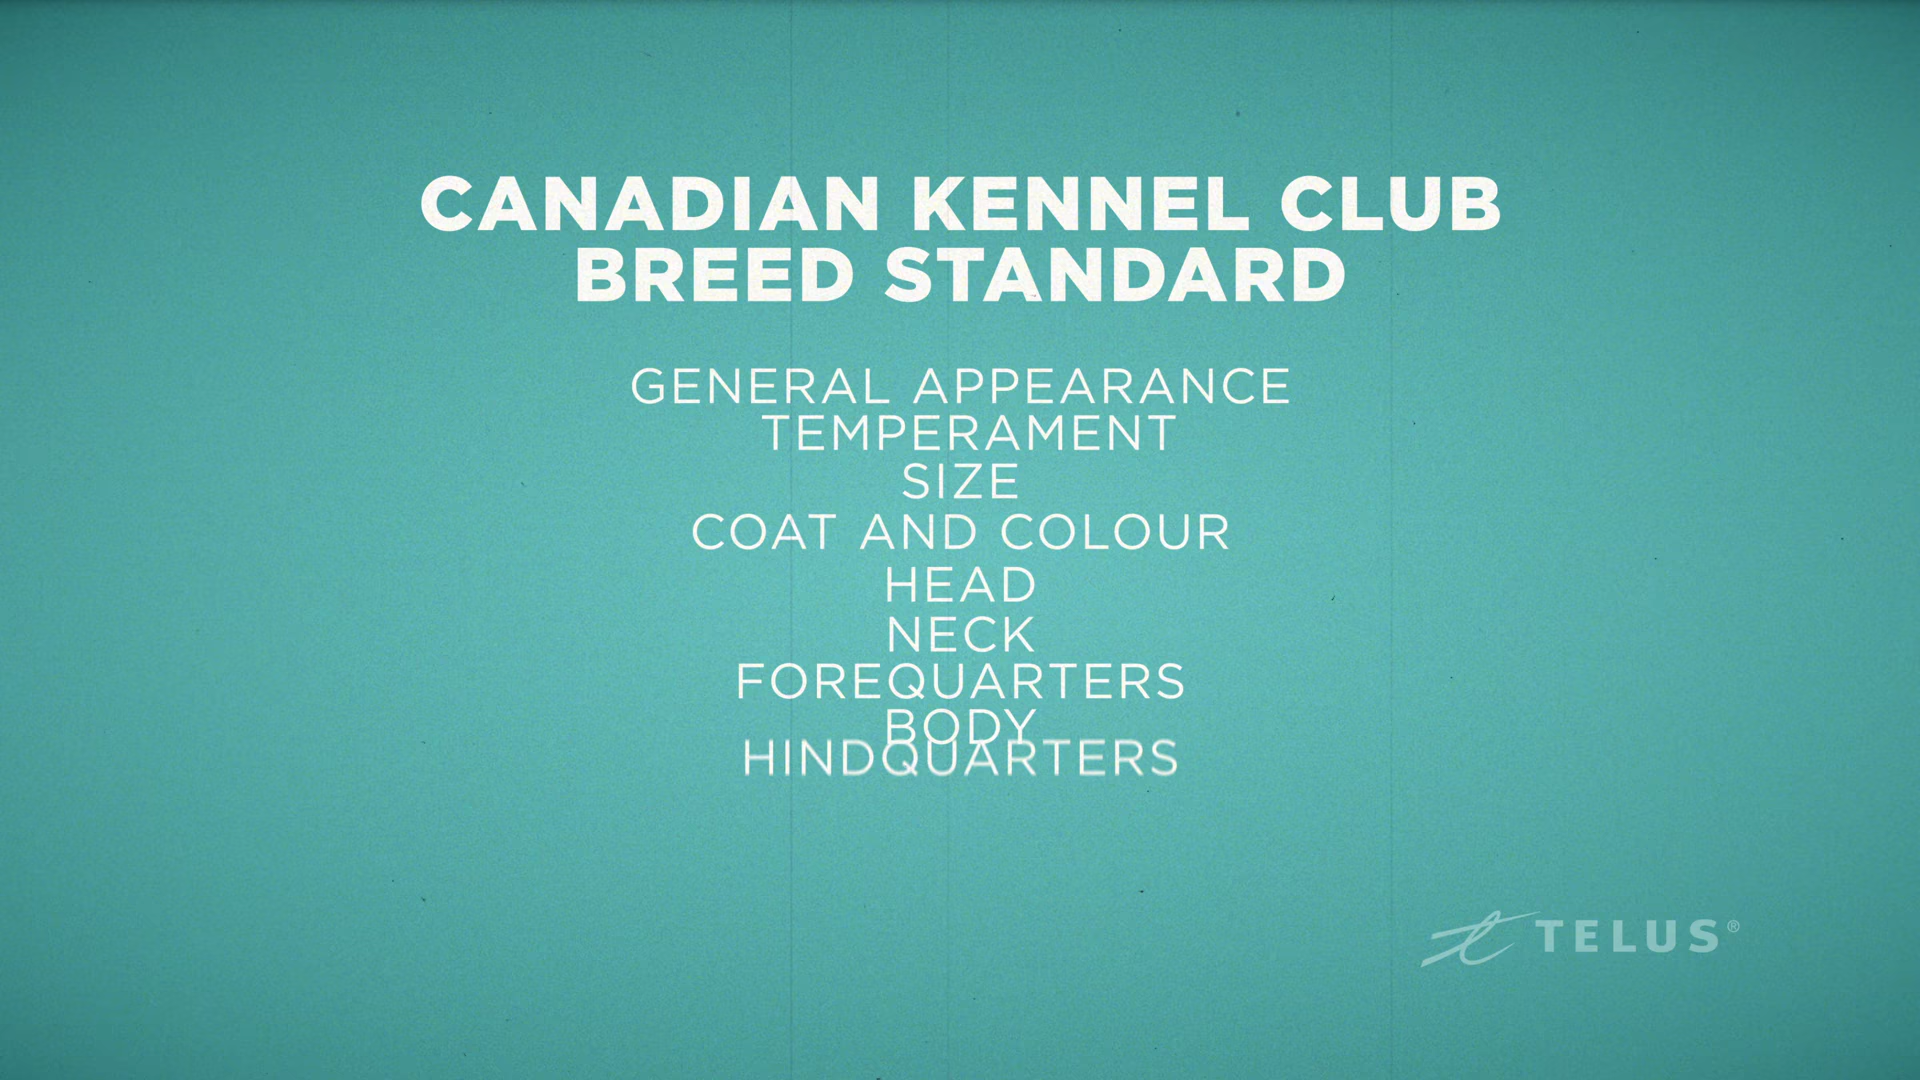 CANADIAN KENNEL CLUB
BREED STANDARD
GENERAL APPEARANCE
TEMPERAMENT
SIZE
COAT AND COLOUR
HEAD
NECK
FOREQUARTERS
BODY
HINDQUARTERS
TELUS®